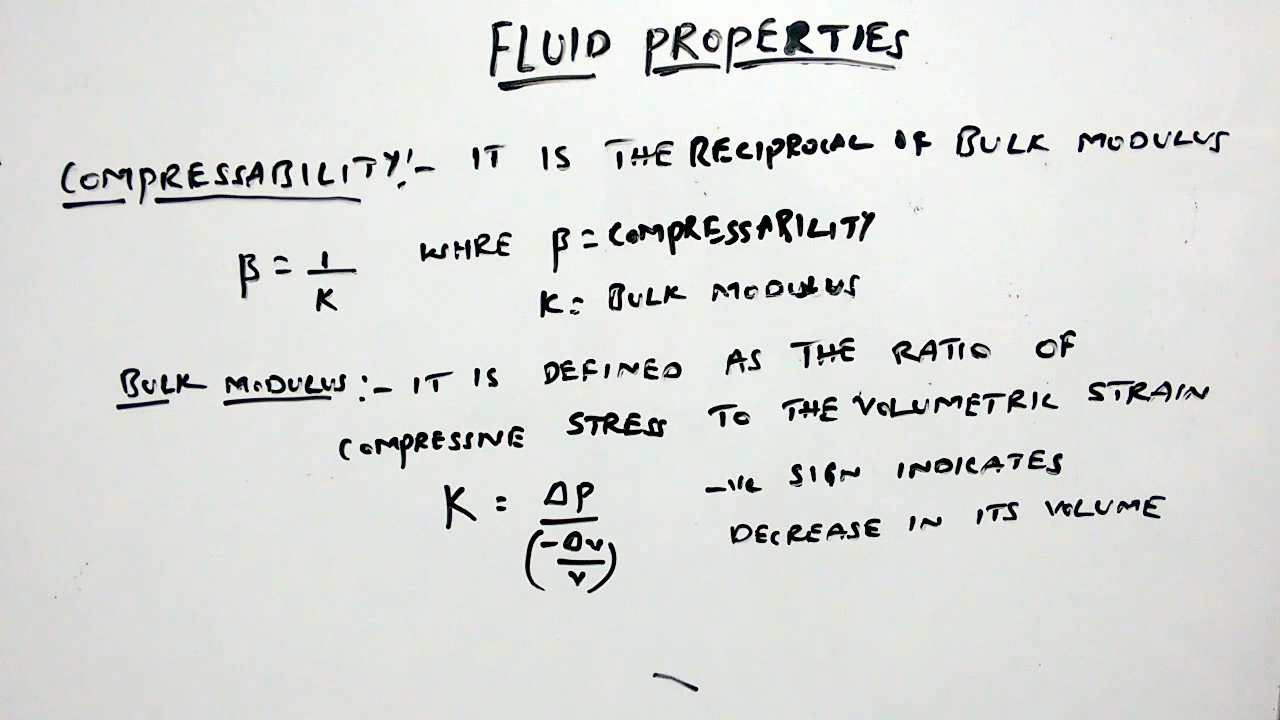 FLUID PROPERTIES
COMPRESSABILITY:- IT IS THE RECIPROCAL OF BULK MODULUS
β = 1/K WHRE β = COMPRESSABILITY
K = BULK MODULUS
BULK MODULUS:- IT IS DEFINED AS THE RATIO OF
COMPRESSIVE STRESS TO THE VOLUMETRIC STRAIN
K = ΔP/(-Δv/v) -ve SIGN INDICATES
DECREASE IN ITS VOLUME